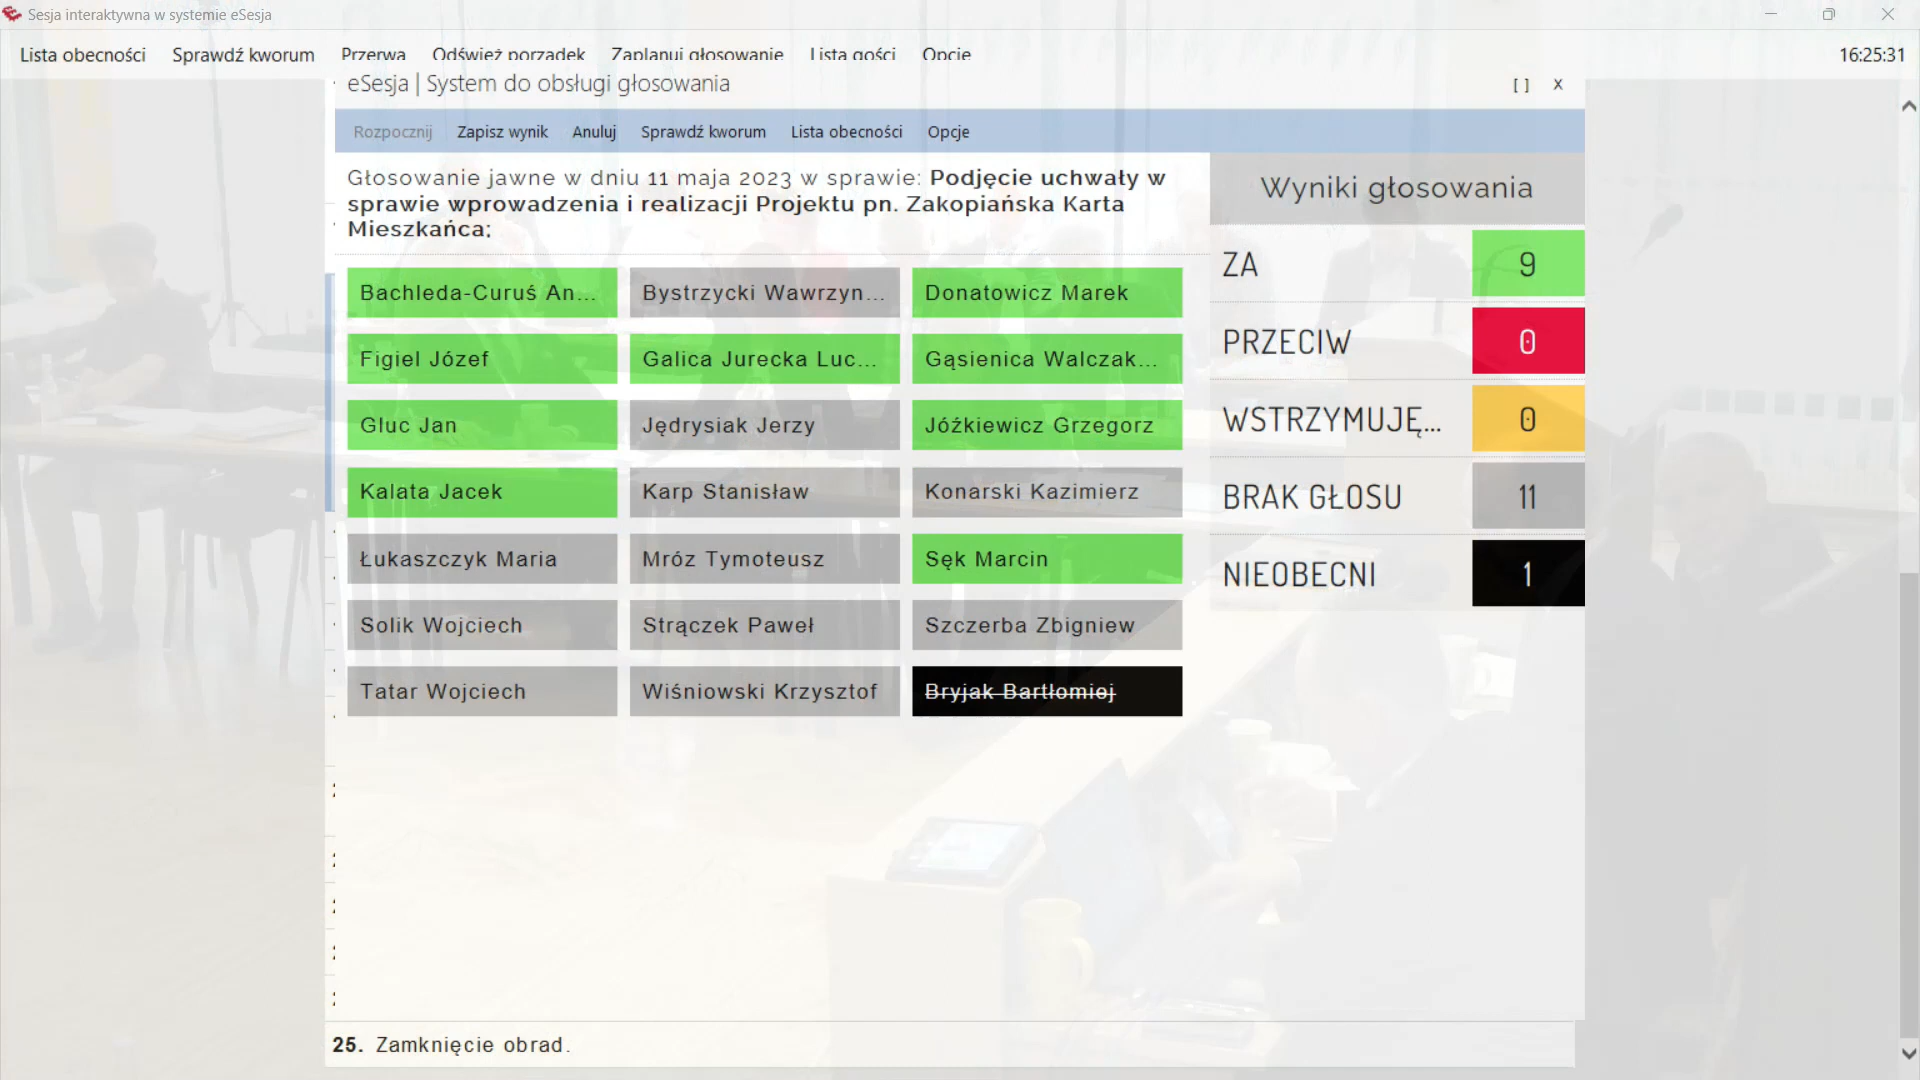 Sesja interaktywna w systemie eSesja
Lista obecności Sprawdź kworum Przerwa Odśwież porządek Zaplanuj głosowanie Lista gości Opcje 16:25:31
eSesja | System do obsługi głosowania [ ] x
Rozpocznij Zapisz wynik Anuluj Sprawdź kworum Lista obecności Opcje
Głosowanie jawne w dniu 11 maja 2023 w sprawie: Podjęcie uchwały w
sprawie wprowadzenia i realizacji Projektu pn. Zakopiańska Karta
Mieszkańca;
Bachleda-Curuś An... Bystrzycki Wawrzyn... Donatowicz Marek
Figiel Józef Galica Jurecka Luc... Gąsienica Walczak...
Gluc Jan Jędrysiak Jerzy Jóźkiewicz Grzegorz
Kalata Jacek Karp Stanisław Konarski Kazimierz
Łukaszczyk Maria Mróz Tymoteusz Sęk Marcin
Solik Wojciech Strączek Paweł Szczerba Zbigniew
Tatar Wojciech Wiśniowski Krzysztof Bryjak Bartłomiej
Wyniki głosowania
ZA 9
PRZECIW 0
WSTRZYMUJĘ... 0
BRAK GŁOSU 11
NIEOBECNI 1
25. Zamknięcie obrad.